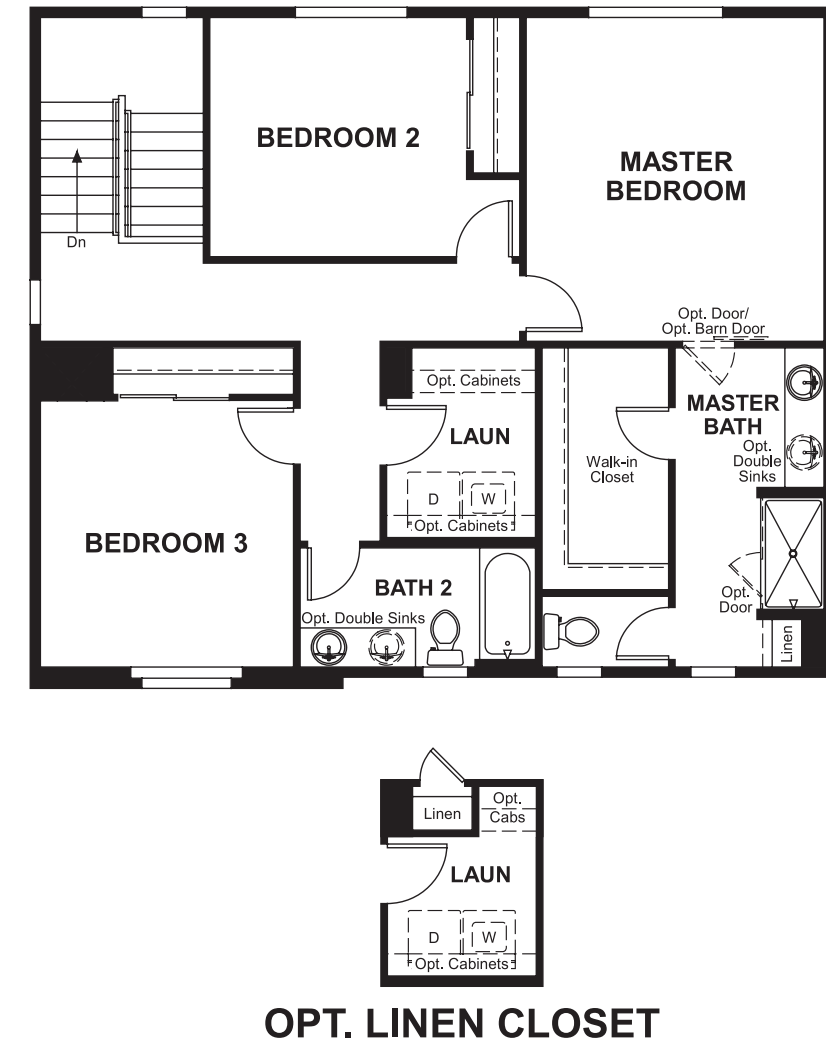 BEDROOM 2
MASTER
BEDROOM
Dn
Opt. Door/
Opt. Barn Door
Opt. Cabinets
LAUN
D
W
Opt. Cabinets
Walk-in
Closet
MASTER
BATH
Opt.
Double
Sinks
BEDROOM 3
BATH 2
Opt. Double Sinks
Opt.
Door
Linen
Linen
Opt.
Cabs
LAUN
D
W
Opt. Cabinets
OPT. LINEN CLOSET